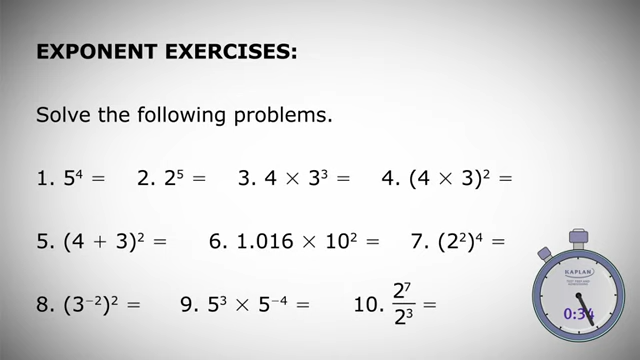 EXPONENT EXERCISES:
Solve the following problems.
1. 5⁴ = 2. 2⁵ = 3. 4 × 3³ = 4. (4 × 3)² =
5. (4 + 3)² = 6. 1.016 × 10² = 7. (2²)⁴ =
8. (3⁻²)² = 9. 5³ × 5⁻⁴ = 10. 2⁷/2³ =
KAPLAN
0:34